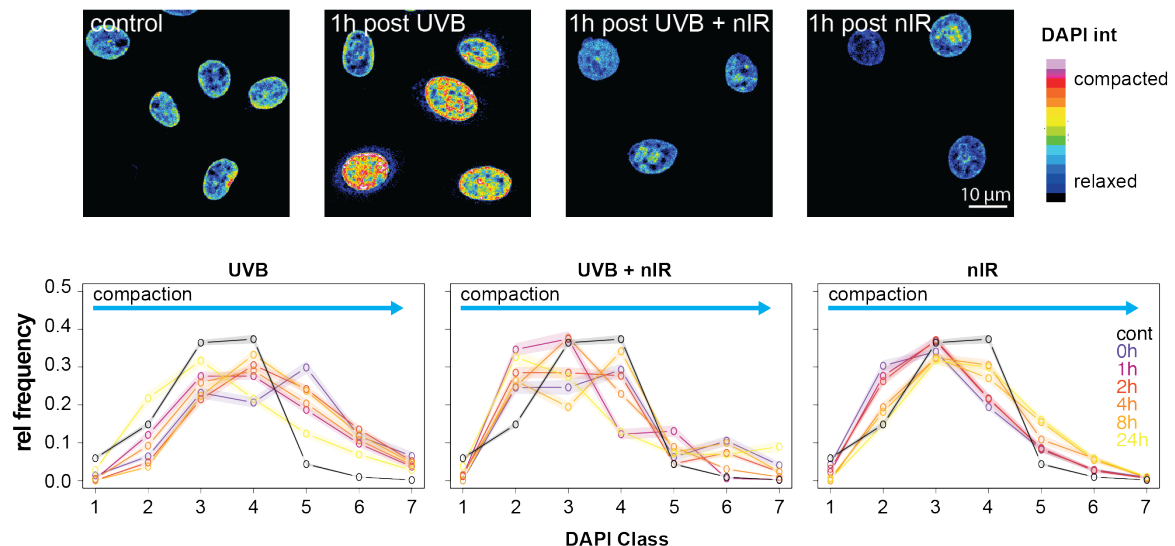 control
1h post UVB
1h post UVB + nIR
1h post nIR
10 µm
DAPI int
compacted
relaxed
UVB
UVB + nIR
nIR
compaction
compaction
compaction
rel frequency
0.5
0.4
0.3
0.2
0.1
0.0
cont
0h
1h
2h
4h
8h
24h
1 2 3 4 5 6 7
1 2 3 4 5 6 7
1 2 3 4 5 6 7
DAPI Class